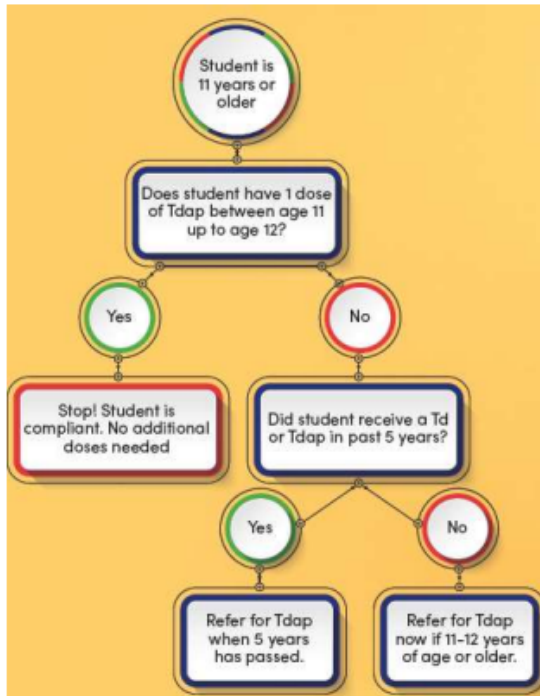 Student is
11 years or
older
Does student have 1 dose
of Tdap between age 11
up to age 12?
Yes
No
Stop! Student is
compliant. No additional
doses needed
Did student receive a Td
or Tdap in past 5 years?
Yes
No
Refer for Tdap
when 5 years
has passed.
Refer for Tdap
now if 11-12 years
of age or older.